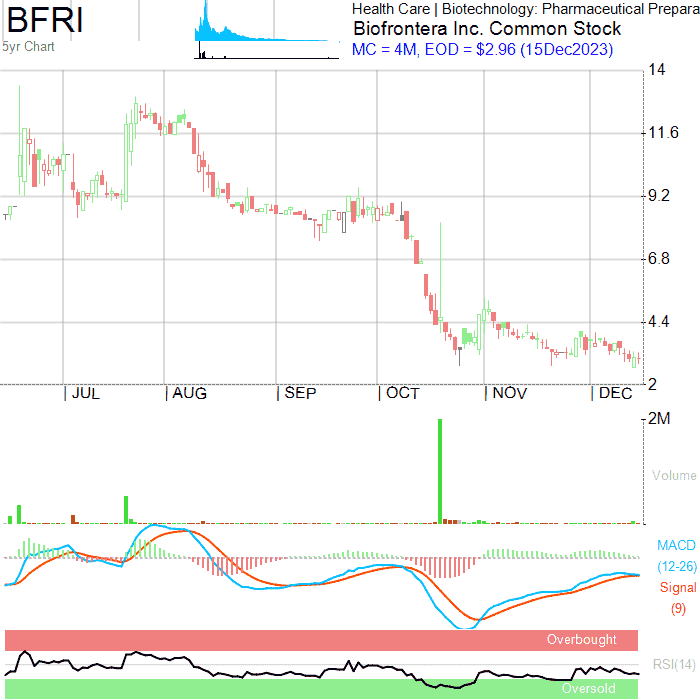 BFRI
5yr Chart
Health Care | Biotechnology: Pharmaceutical Prepara
Biofrontera Inc. Common Stock
MC = 4M, EOD = $2.96 (15Dec2023)
14
11.6
9.2
6.8
4.4
2
| JUL | AUG | SEP | OCT | NOV | DEC
2M
Volume
MACD
(12-26)
Signal
(9)
Overbought
RSI(14)
Oversold